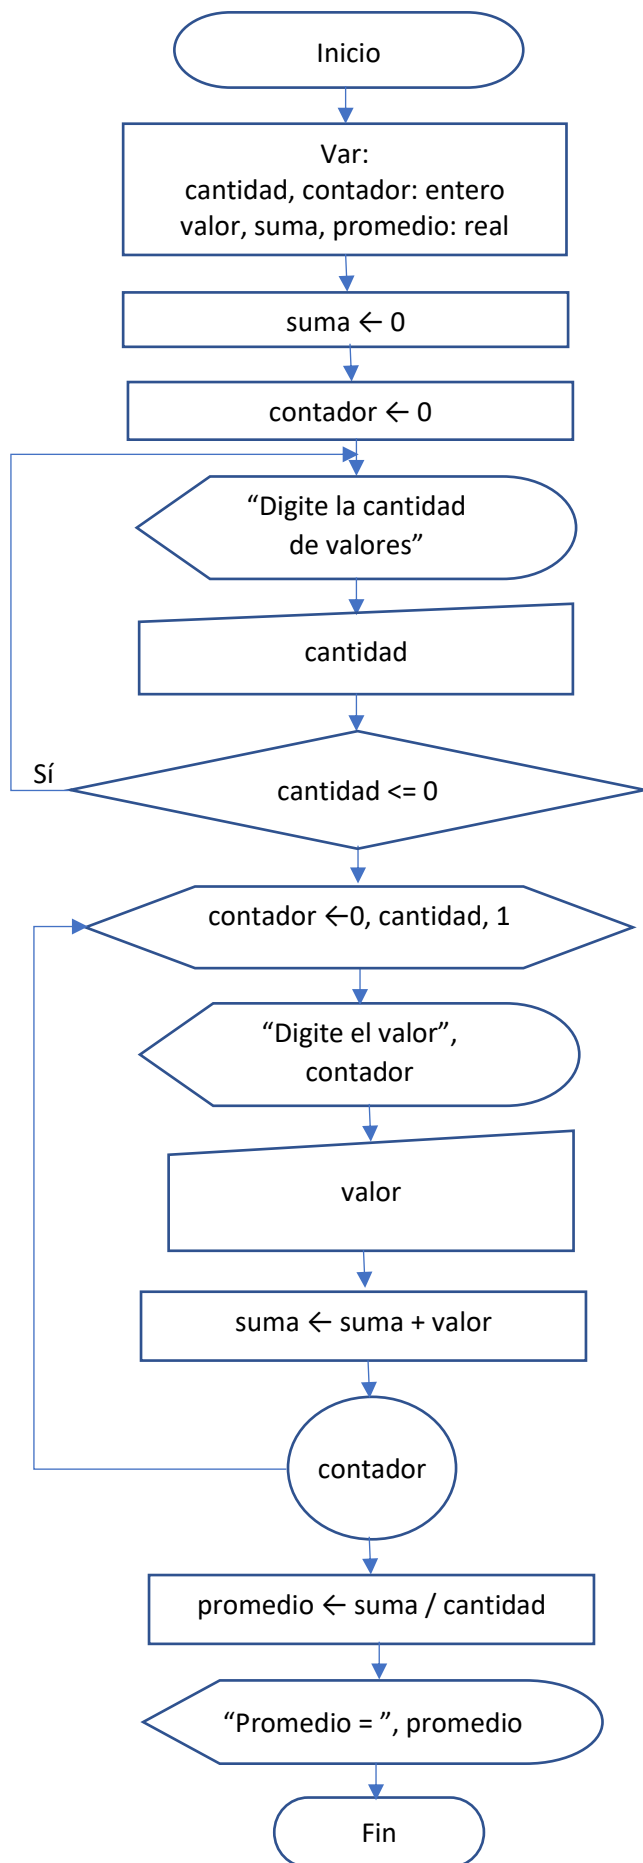 Inicio
Var:
cantidad, contador: entero
valor, suma, promedio: real
suma ← 0
contador ← 0
“Digite la cantidad
de valores”
cantidad
Sí
cantidad <= 0
contador ←0, cantidad, 1
“Digite el valor”,
contador
valor
suma ← suma + valor
contador
promedio ← suma / cantidad
“Promedio = ”, promedio
Fin